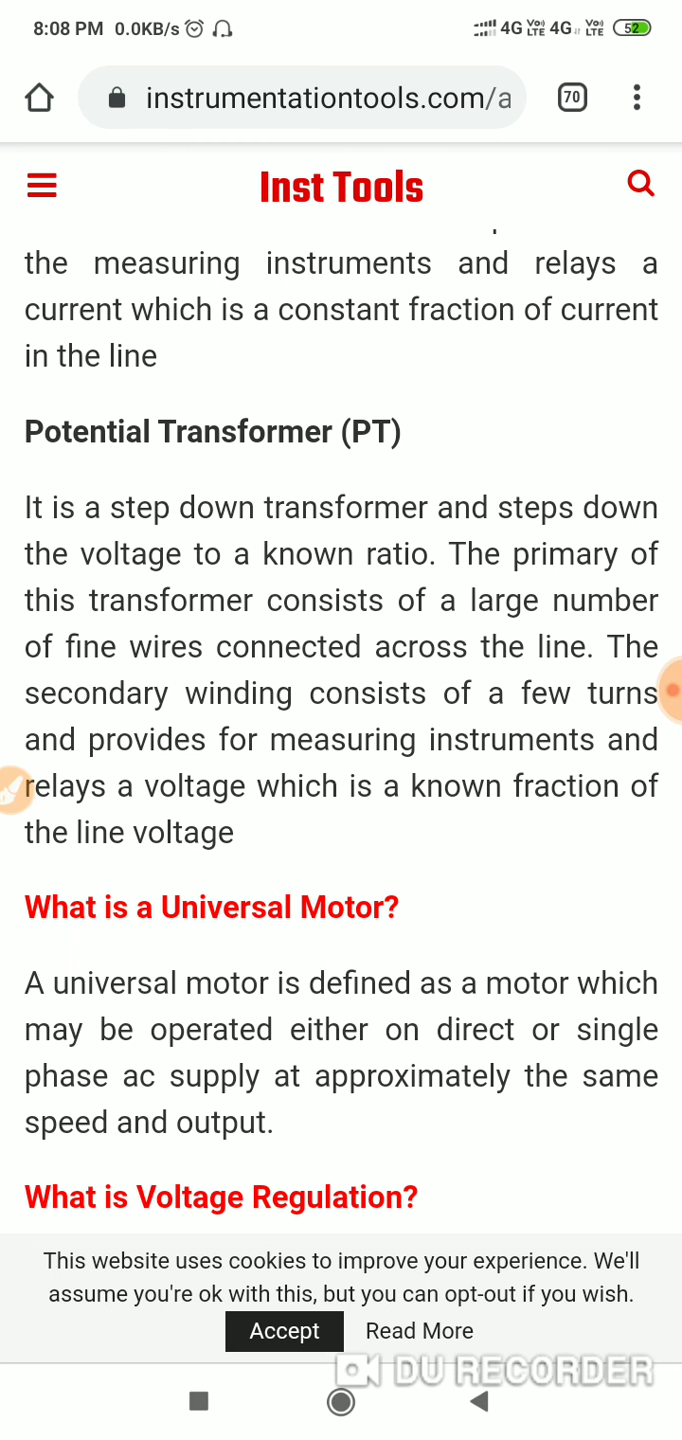 8:08 PM 0.0KB/s 4G Vo) LTE 4G Vo) LTE 52
instrumentationtools.com/a 70
Inst Tools
the measuring instruments and relays a
current which is a constant fraction of current
in the line
Potential Transformer (PT)
It is a step down transformer and steps down
the voltage to a known ratio. The primary of
this transformer consists of a large number
of fine wires connected across the line. The
secondary winding consists of a few turns
and provides for measuring instruments and
relays a voltage which is a known fraction of
the line voltage
What is a Universal Motor?
A universal motor is defined as a motor which
may be operated either on direct or single
phase ac supply at approximately the same
speed and output.
What is Voltage Regulation?
This website uses cookies to improve your experience. We'll
assume you're ok with this, but you can opt-out if you wish.
Accept Read More
DU RECORDER